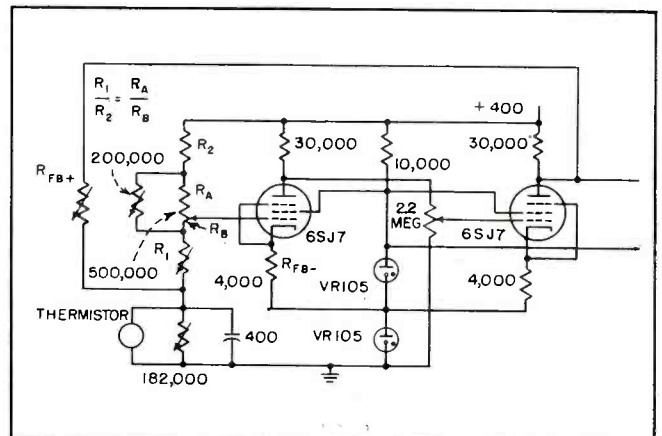 R1/R2 = RA/RB
+400
R2
30,000
30,000
10,000
RFB+
200,000
RA
RB
2.2
MEG
6SJ7
6SJ7
R1
500,000
4,000
RFB-
VR105
4,000
THERMISTOR
400
VR105
182,000